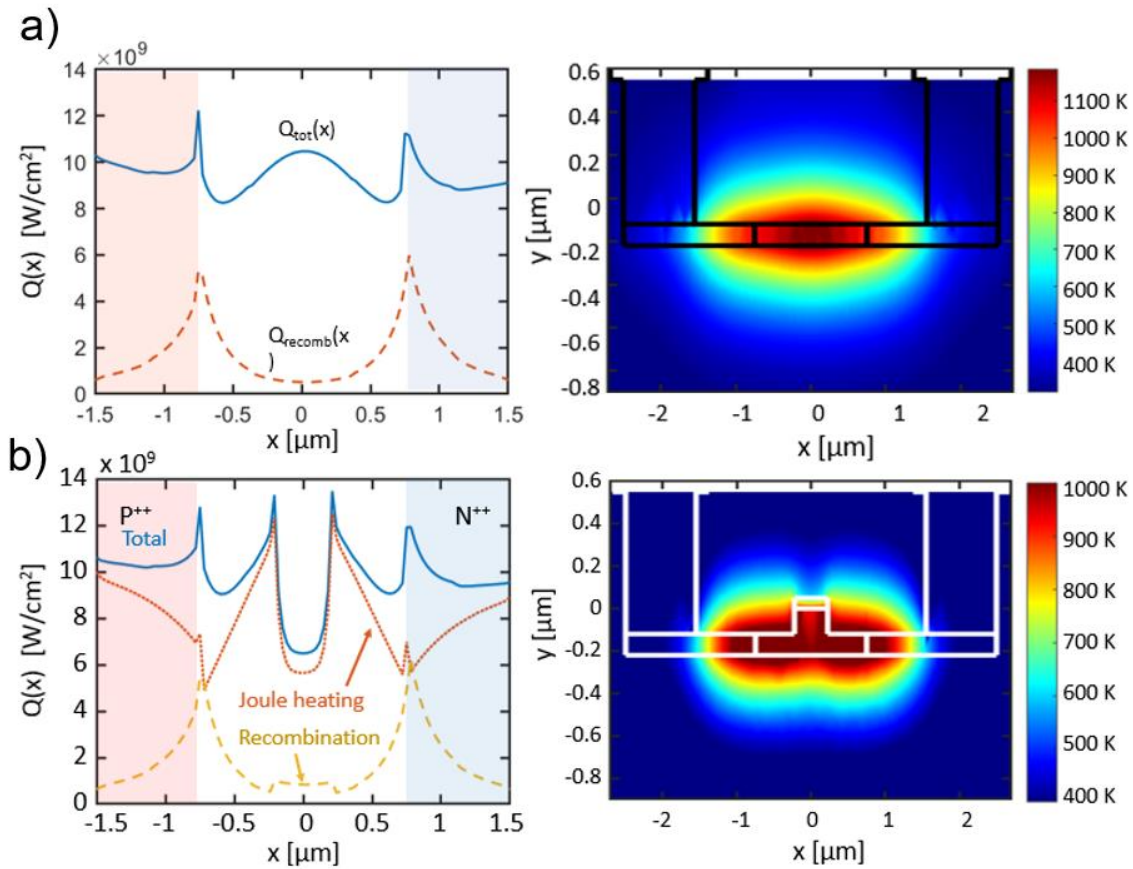 a)
× 10⁹
14
12
10
8
6
4
2
0
Q(x) [W/cm²]
Qtot(x)
Qrecomb(x
)
-1.5 -1 -0.5 0 0.5 1 1.5
x [µm]
0.6
0.4
0.2
0
-0.2
-0.4
-0.6
-0.8
y [µm]
-2 -1 0 1 2
x [µm]
1100 K
1000 K
900 K
800 K
700 K
600 K
500 K
400 K
b)
x 10⁹
14
12
10
8
6
4
2
0
Q(x) [W/cm²]
P⁺⁺
N⁺⁺
Total
Joule heating
Recombination
-1.5 -1 -0.5 0 0.5 1 1.5
x [µm]
0.6
0.4
0.2
0
-0.2
-0.4
-0.6
-0.8
y [µm]
-2 -1 0 1 2
x [µm]
1000 K
900 K
800 K
700 K
600 K
500 K
400 K